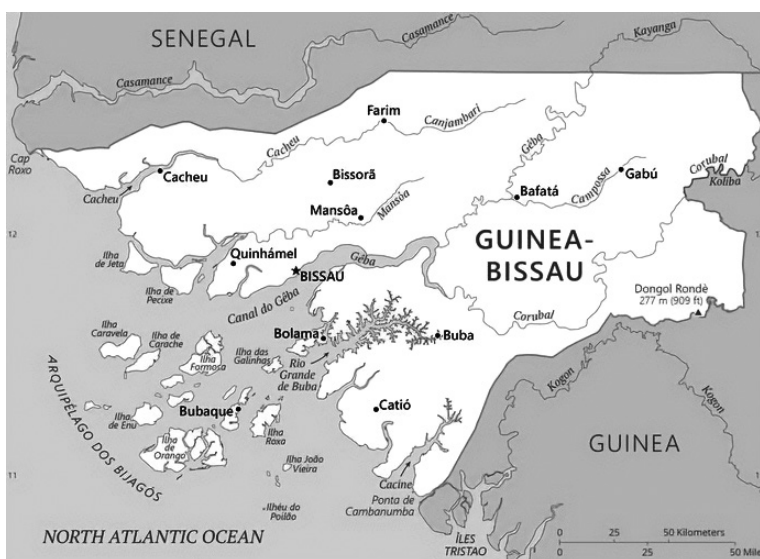 SENEGAL
Casamance
Casamance
Kayanga
Farim
Canjambari
Cacheu
Gêba
Cap
Roxo
Cacheu
Cacheu
Bissorã
Mansôa
Mansôa
Bafatá
Campossa
Gabú
Corubal
Koliba
12
12
Ilha
de Jeta
Quinhámel
BISSAU
Gêba
GUINEA-
BISSAU
Ilha de
Pecixe
Canal do Gêba
Dongol Rondè
277 m (909 ft)
Corubal
Ilha
Caravela
Ilha de
Carache
Ilha
Formosa
Ilha das
Galinhas
Bolama
Buba
Rio
Grande
de Buba
Kogon
Kogon
ARQUIPÉLAGO DOS BIJAGÓS
Ilha
de Enu
Bubaque
Ilha
Roxa
Catió
GUINEA
Ilha
de
Orango
Ilha João
Vieira
Cacine
11
11
Ilhéu do
Poilão
Ponta de
Cambanumba
NORTH ATLANTIC OCEAN
ÎLES
TRISTAO
0 25 50 Kilometers
0 25 50 Mile